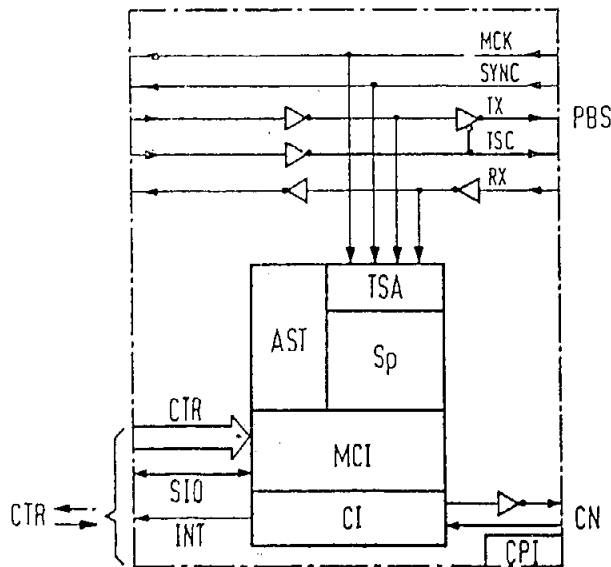 MCK
SYNC
TX
PBS
TSC
RX
TSA
AST
Sp
CTR
MCI
SIO
CTR
CN
INT
CI
CPI